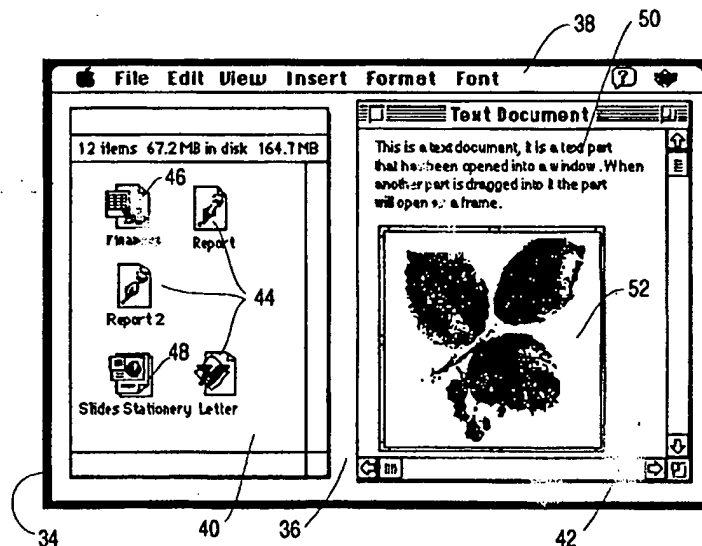 38 50
File Edit View Insert Format Font ?
Text Document
12 items 67.2 MB in disk 164.7 MB
This is a text document, it is a text part
that has been opened into a window. When
another part is dragged into it the part
will open as a frame.
46
Finances Report
44
52
Report 2
48
Slides Stationery Letter
34 40 36 42